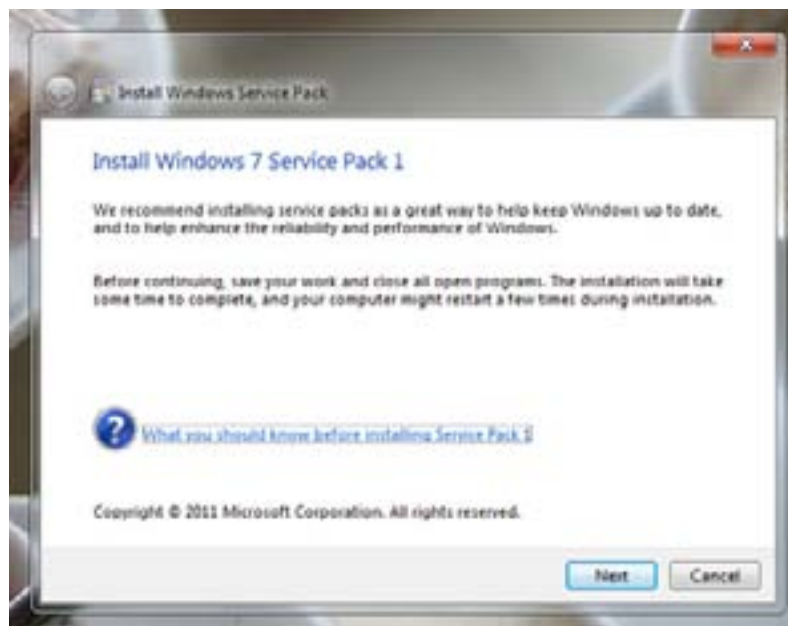 Install Windows Service Pack
Install Windows 7 Service Pack 1
We recommend installing service packs as a great way to help keep Windows up to date,
and to help enhance the reliability and performance of Windows.
Before continuing, save your work and close all open programs. The installation will take
some time to complete, and your computer might restart a few times during installation.
What you should know before installing Service Pack 1
Copyright © 2011 Microsoft Corporation. All rights reserved.
Next Cancel